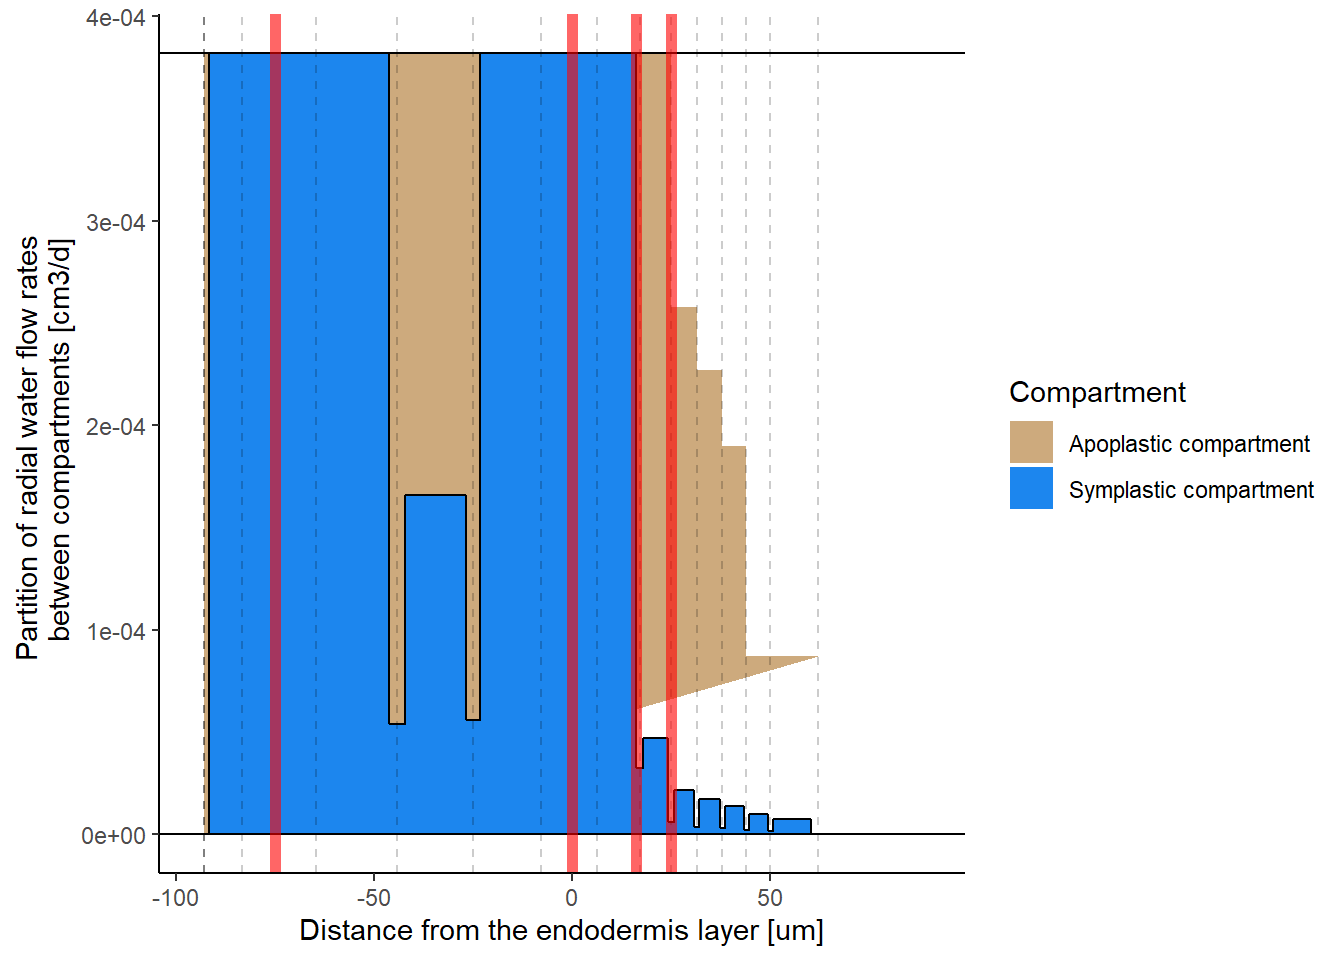 Partition of radial water flow rates
between compartments [cm3/d]
4e-04
3e-04
2e-04
1e-04
0e+00
-100
-50
0
50
Distance from the endodermis layer [um]
Compartment
Apoplastic compartment
Symplastic compartment